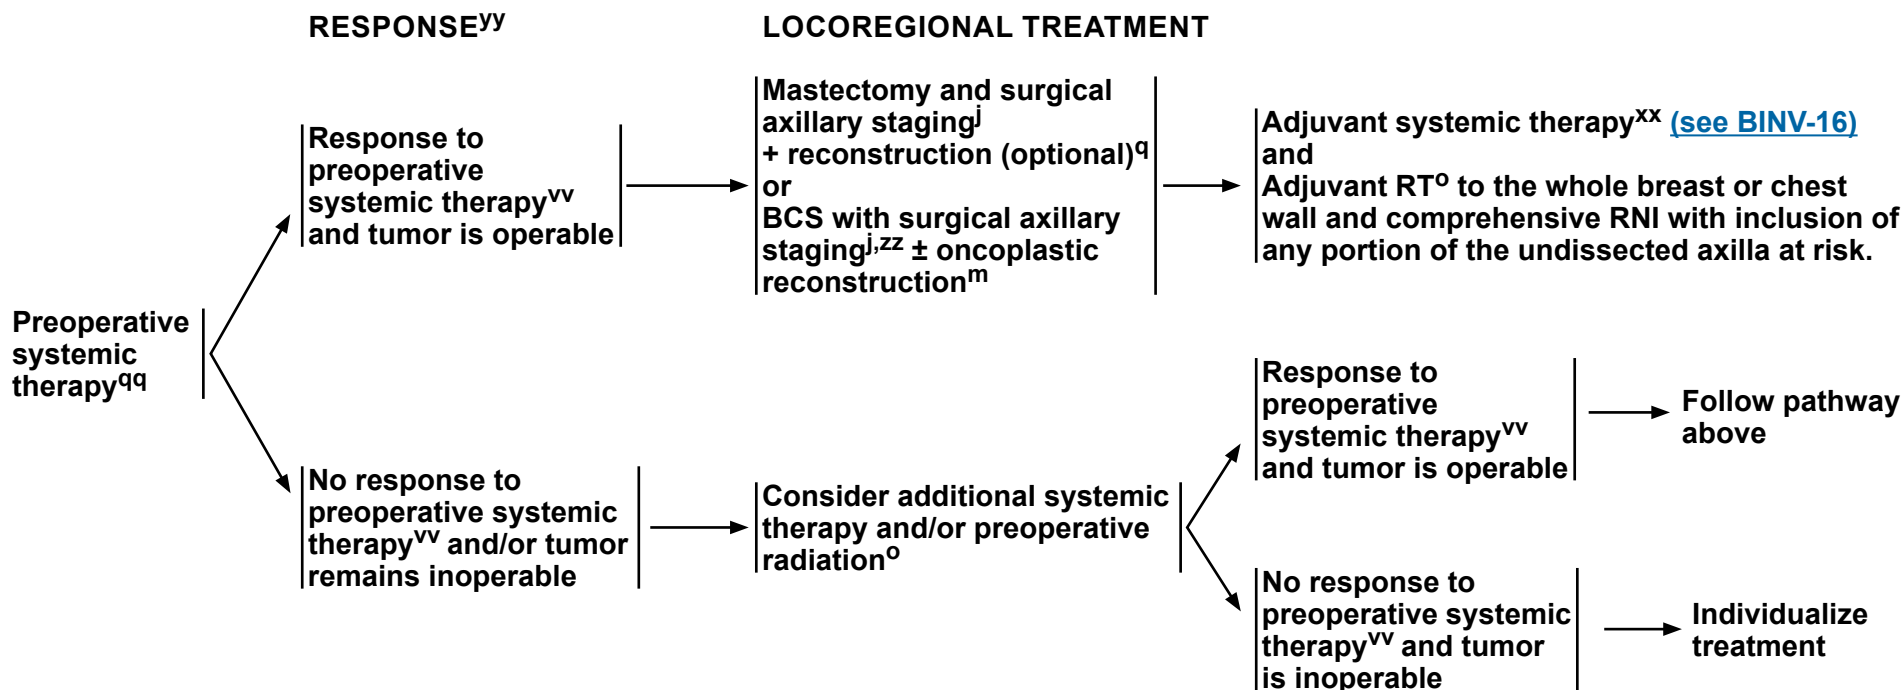 RESPONSEyy
LOCOREGIONAL TREATMENT
Preoperative
systemic
therapyqq
Response to
preoperative
systemic therapyvv
and tumor is operable
Mastectomy and surgical
axillary stagingj
+ reconstruction (optional)q
or
BCS with surgical axillary
stagingj,zz ± oncoplastic
reconstructionm
Adjuvant systemic therapyxx (see BINV-16)
and
Adjuvant RTo to the whole breast or chest
wall and comprehensive RNI with inclusion of
any portion of the undissected axilla at risk.
No response to
preoperative systemic
therapyvv and/or tumor
remains inoperable
Consider additional systemic
therapy and/or preoperative
radiationo
Response to
preoperative
systemic therapyvv
and tumor is operable
Follow pathway
above
No response to
preoperative systemic
therapyvv and tumor
is inoperable
Individualize
treatment